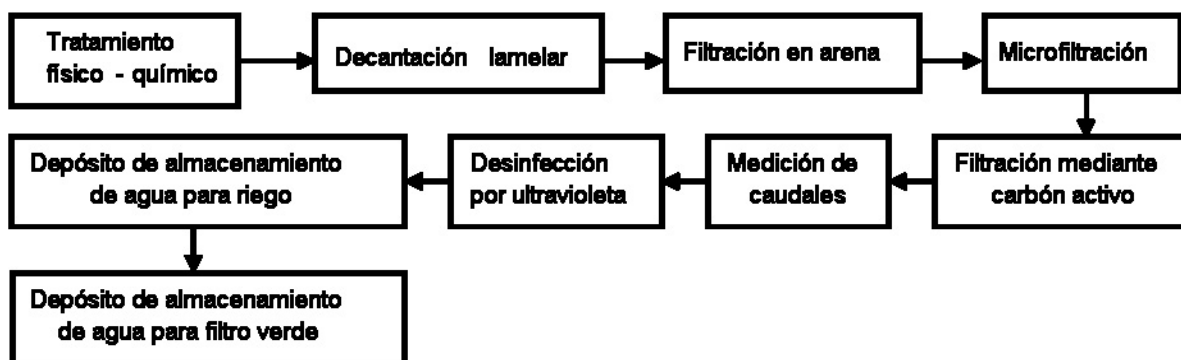 Tratamiento
físico - químico
Decantación lamelar
Filtración en arena
Microfiltración
Filtración mediante
carbón activo
Medición de
caudales
Desinfección
por ultravioleta
Depósito de almacenamiento
de agua para riego
Depósito de almacenamiento
de agua para filtro verde